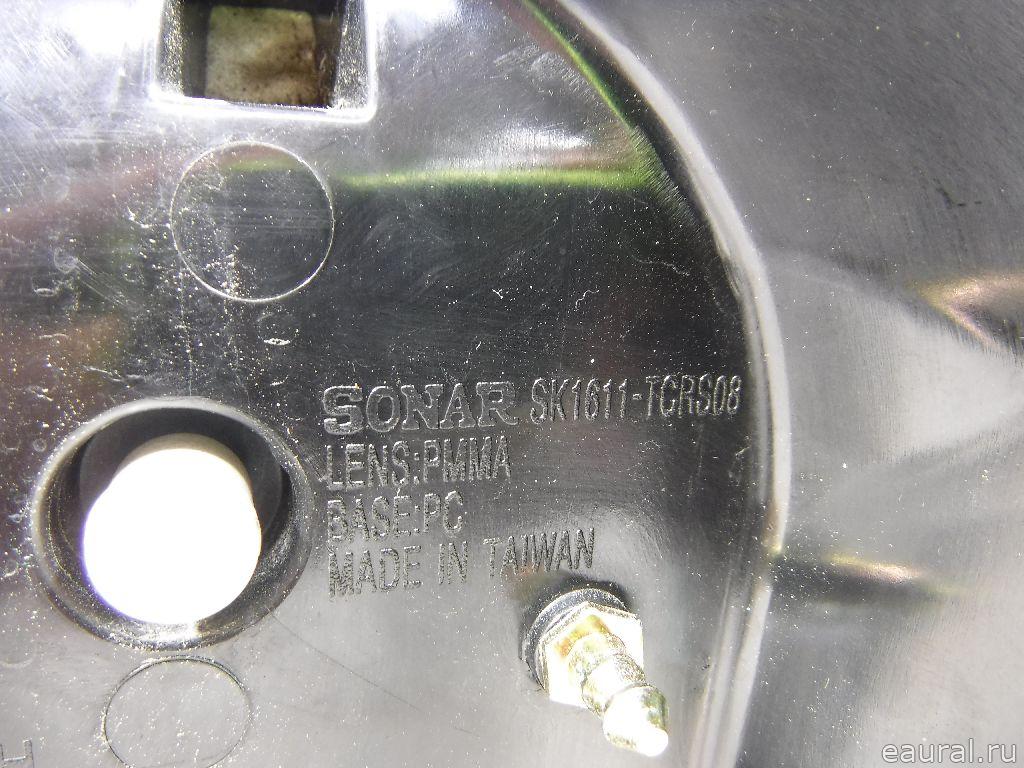 SONAR SK1611-TCRS08
LENS:PMMA
BASE:PC
MADE IN TAIWAN
eaural.ru